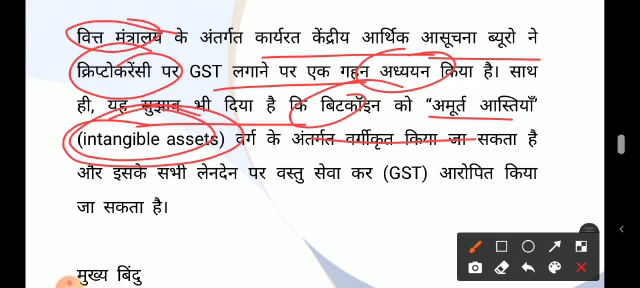 वित्त मंत्रालय के अंतर्गत कार्यरत केंद्रीय आर्थिक आसूचना ब्यूरो ने
क्रिप्टोकरेंसी पर GST लगाने पर एक गहन अध्ययन किया है। साथ
ही, यह सुझाव भी दिया है कि बिटकॉइन को “अमूर्त आस्तियाँ”
(intangible assets) वर्ग के अंतर्गत वर्गीकृत किया जा सकता है
और इसके सभी लेनदेन पर वस्तु सेवा कर (GST) आरोपित किया
जा सकता है।
मुख्य बिंदु